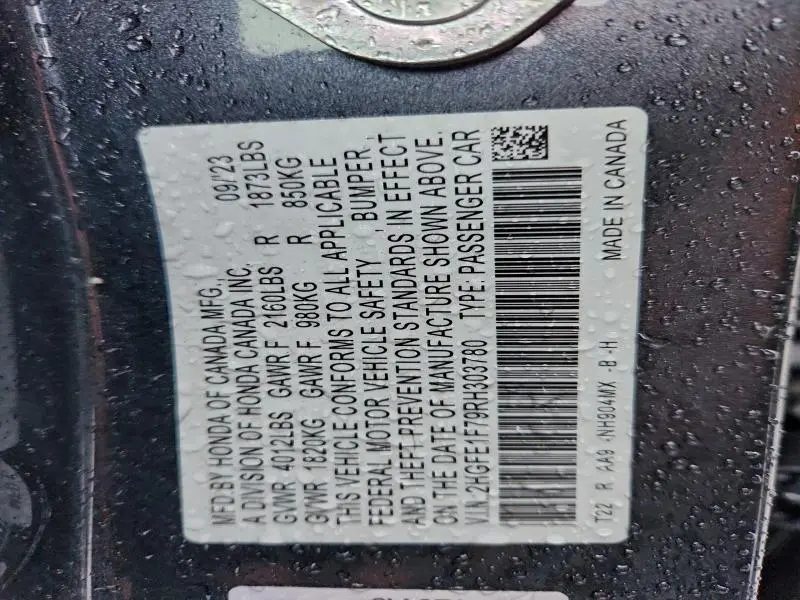 MFD.BY HONDA OF CANADA MFG., 09/'23
A DIVISION OF HONDA CANADA INC.
GVWR 4012LBS GAWR F 2160LBS R 1873LBS
GVWR 1820KG GAWR F 980KG R 850KG
THIS VEHICLE CONFORMS TO ALL APPLICABLE
FEDERAL MOTOR VEHICLE SAFETY , BUMPER,
AND THEFT PREVENTION STANDARDS IN EFFECT
ON THE DATE OF MANUFACTURE SHOWN ABOVE.
V.I.N. 2HGFE1F79RH303780 TYPE: PASSENGER CAR
T22 R AA9 -NH904MX -B-H MADE IN CANADA